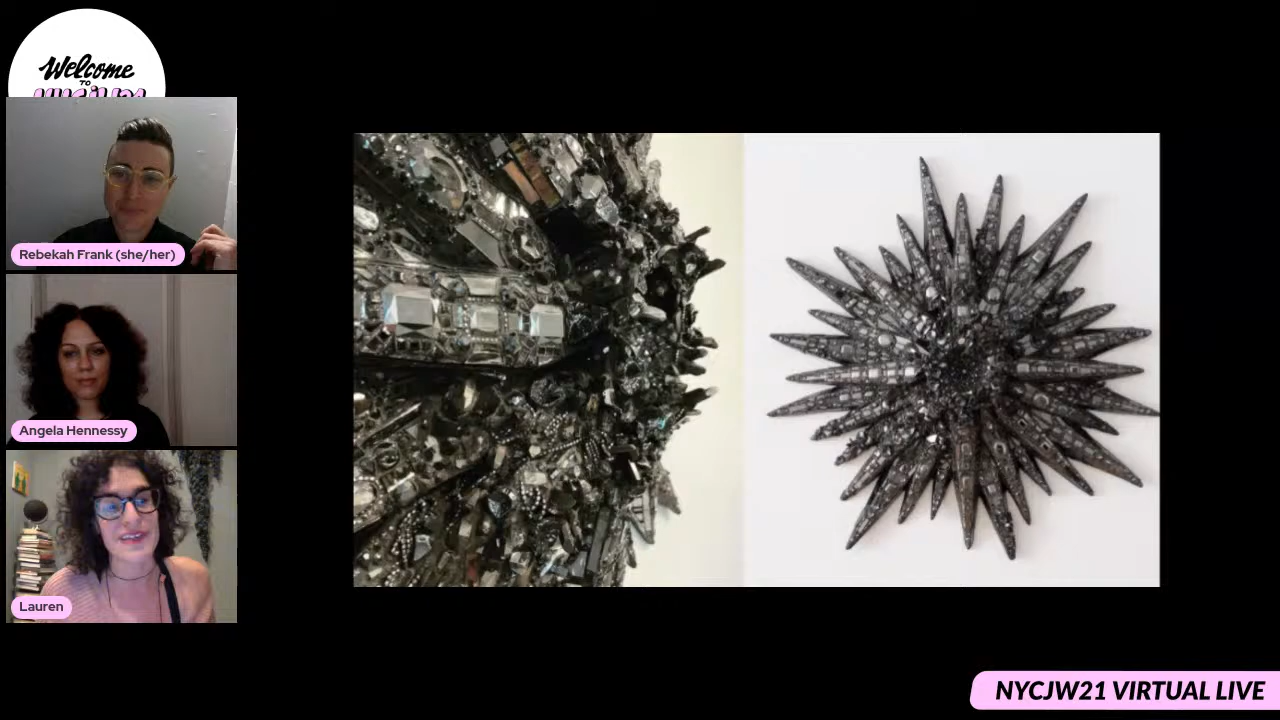 Welcome
TO
Rebekah Frank (she/her)
Angela Hennessy
Lauren
NYCJW21 VIRTUAL LIVE